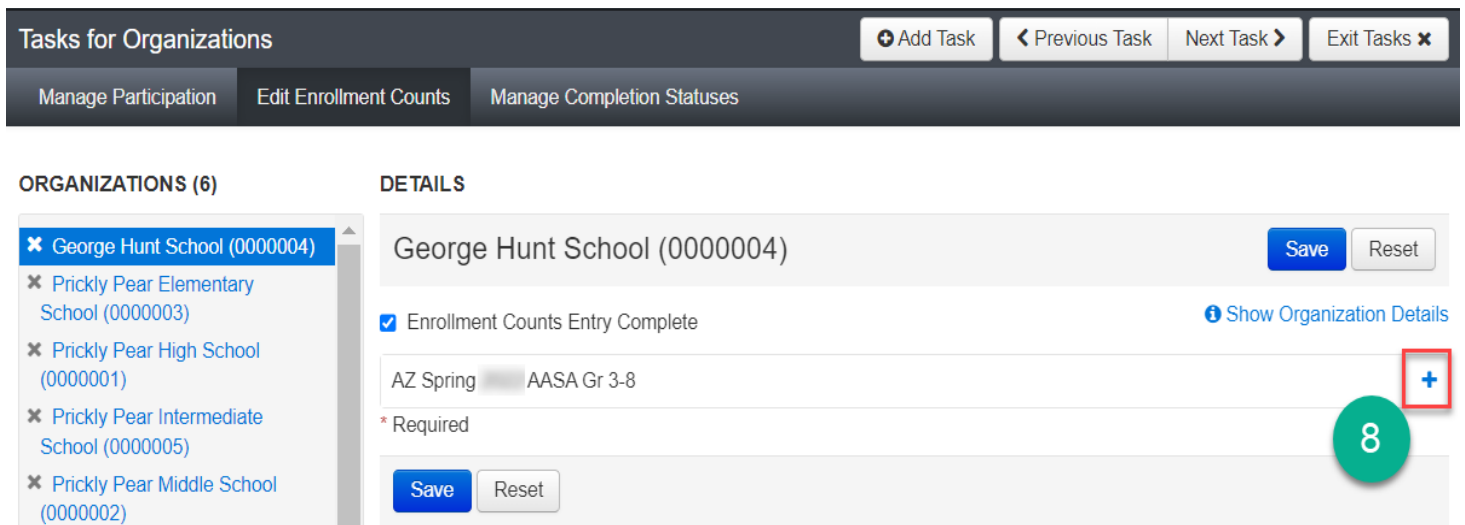 Tasks for Organizations
Add Task
Previous Task
Next Task
Exit Tasks
Manage Participation
Edit Enrollment Counts
Manage Completion Statuses
ORGANIZATIONS (6)
DETAILS
George Hunt School (0000004)
Prickly Pear Elementary
School (0000003)
Prickly Pear High School
(0000001)
Prickly Pear Intermediate
School (0000005)
Prickly Pear Middle School
(0000002)
George Hunt School (0000004)
Save
Reset
Enrollment Counts Entry Complete
Show Organization Details
AZ Spring AASA Gr 3-8
* Required
8
Save
Reset